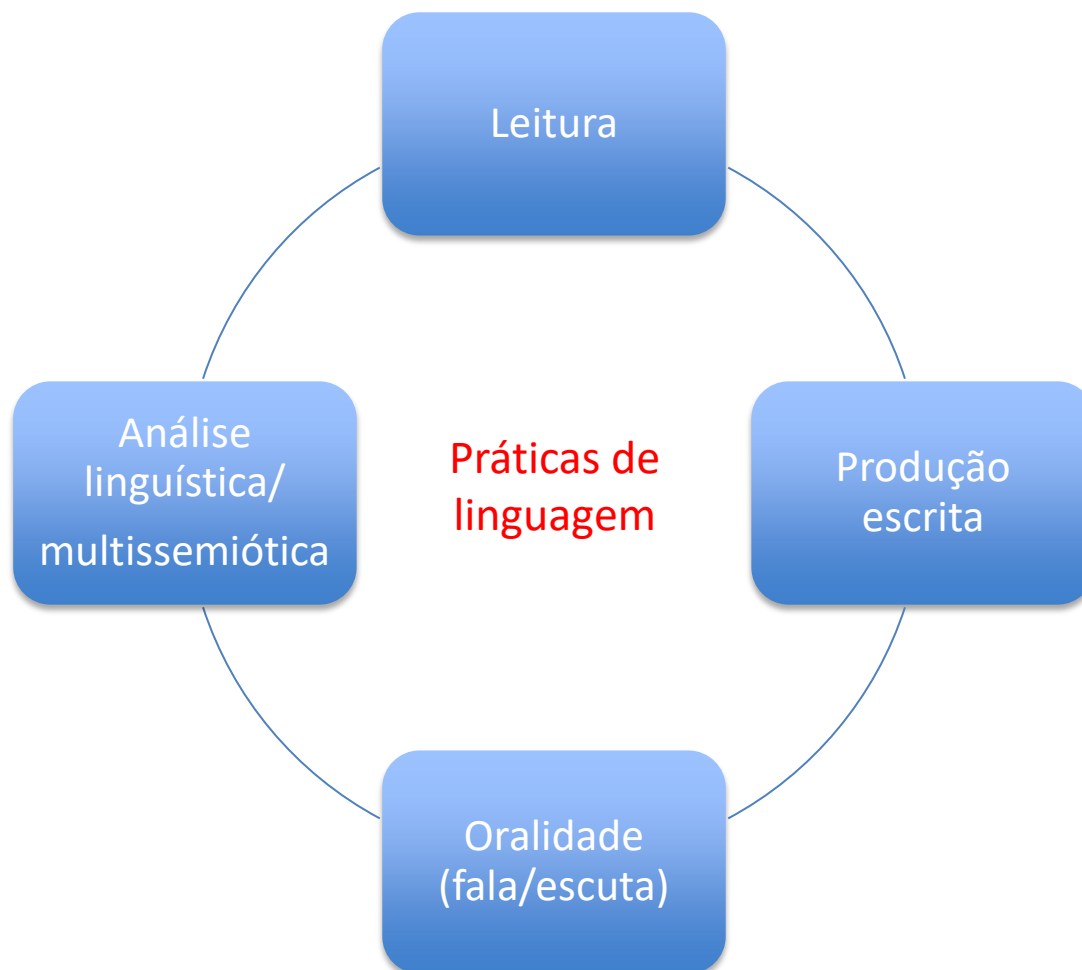 Leitura
Análise
linguística/
multissemiótica
Práticas de
linguagem
Produção
escrita
Oralidade
(fala/escuta)